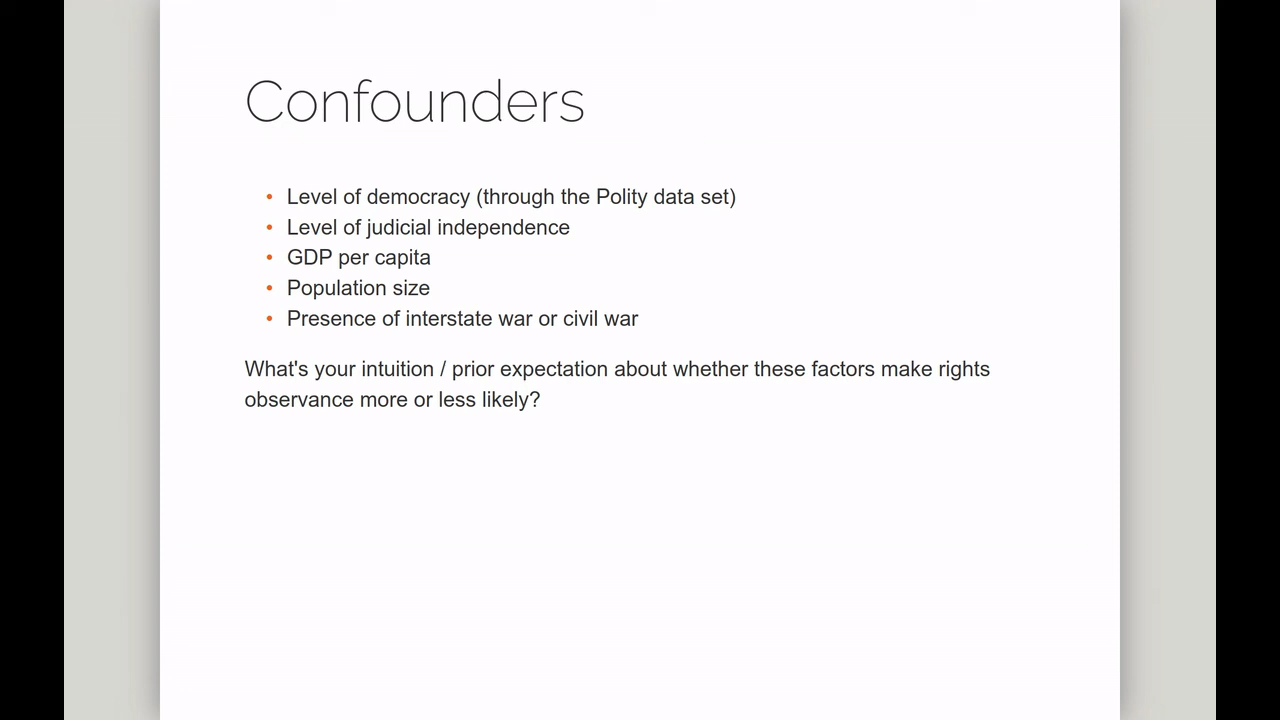 Confounders
• Level of democracy (through the Polity data set)
• Level of judicial independence
• GDP per capita
• Population size
• Presence of interstate war or civil war
What's your intuition / prior expectation about whether these factors make rights
observance more or less likely?